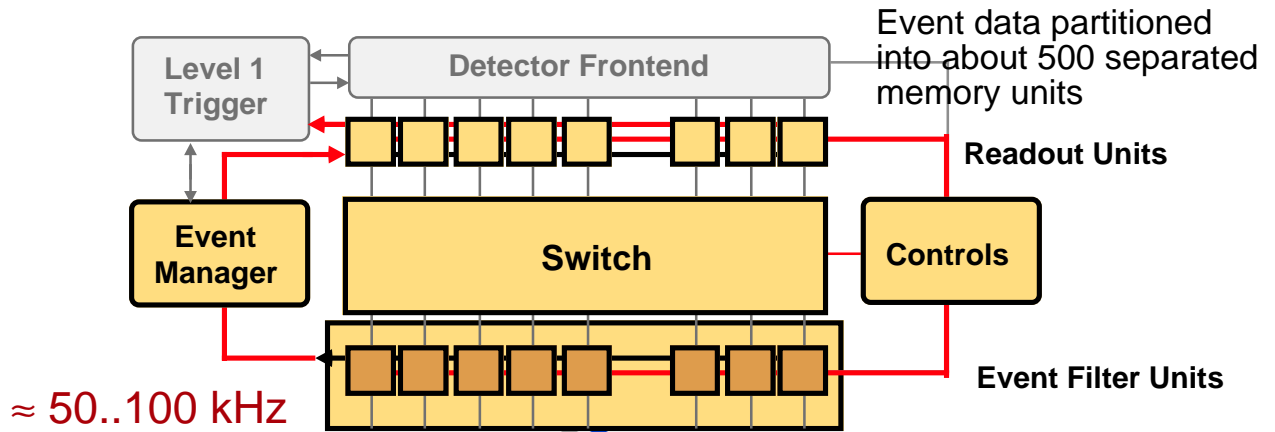 Event data partitioned
into about 500 separated
memory units
Level 1
Trigger
Detector Frontend
Readout Units
Event
Manager
Switch
Controls
Event Filter Units
≈ 50..100 kHz